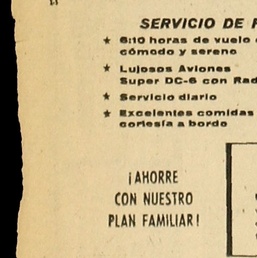 SERVICIO DE
★ 6:10 horas de vuelo
cómodo y sereno
★ Lujosos Aviones
Super DC-6 con
★ Servicio diario
★ Excelentes comidas
cortesía a bordo
¡AHORRE
CON NUESTRO
PLAN FAMILIAR!